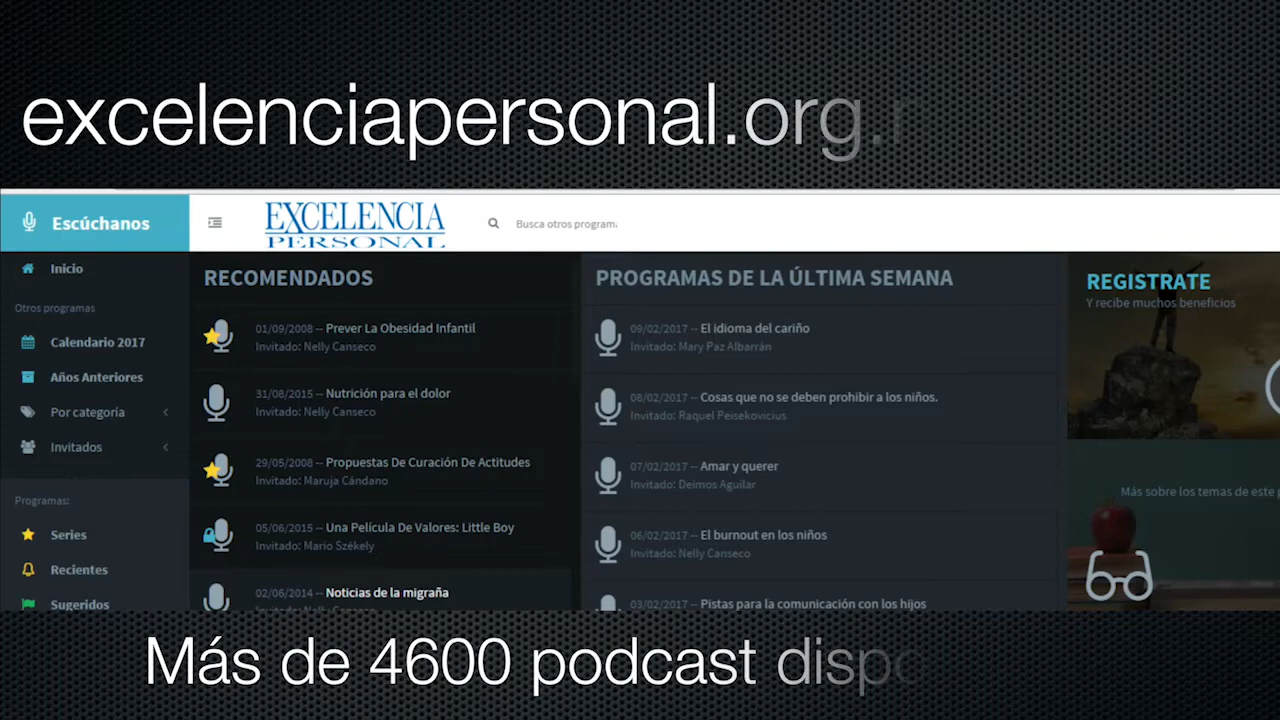 excelenciapersonal.org.
Escúchanos
EXCELENCIA
PERSONAL
Busca otros programa
Inicio
Otros programas
Calendario 2017
Años Anteriores
Por categoría
Invitados
Programas:
Series
Recientes
Sugeridos
RECOMENDADOS
01/09/2008 -- Prever La Obesidad Infantil
Invitado: Nelly Canseco
31/08/2015 -- Nutrición para el dolor
Invitado: Nelly Canseco
29/05/2008 -- Propuestas De Curación De Actitudes
Invitado: Maruja Cándano
05/06/2015 -- Una Película De Valores: Little Boy
Invitado: Mario Székely
02/06/2014 -- Noticias de la migraña
Invitado: Nelly Canseco
PROGRAMAS DE LA ÚLTIMA SEMANA
09/02/2017 -- El idioma del cariño
Invitado: Mary Paz Albarrán
08/02/2017 -- Cosas que no se deben prohibir a los niños.
Invitado: Raquel Peisekovicius
07/02/2017 -- Amar y querer
Invitado: Deimos Aguilar
06/02/2017 -- El burnout en los niños
Invitado: Nelly Canseco
03/02/2017 -- Pistas para la comunicación con los hijos
REGISTRATE
Y recibe muchos beneficios
Más sobre los temas de este
Más de 4600 podcast disp